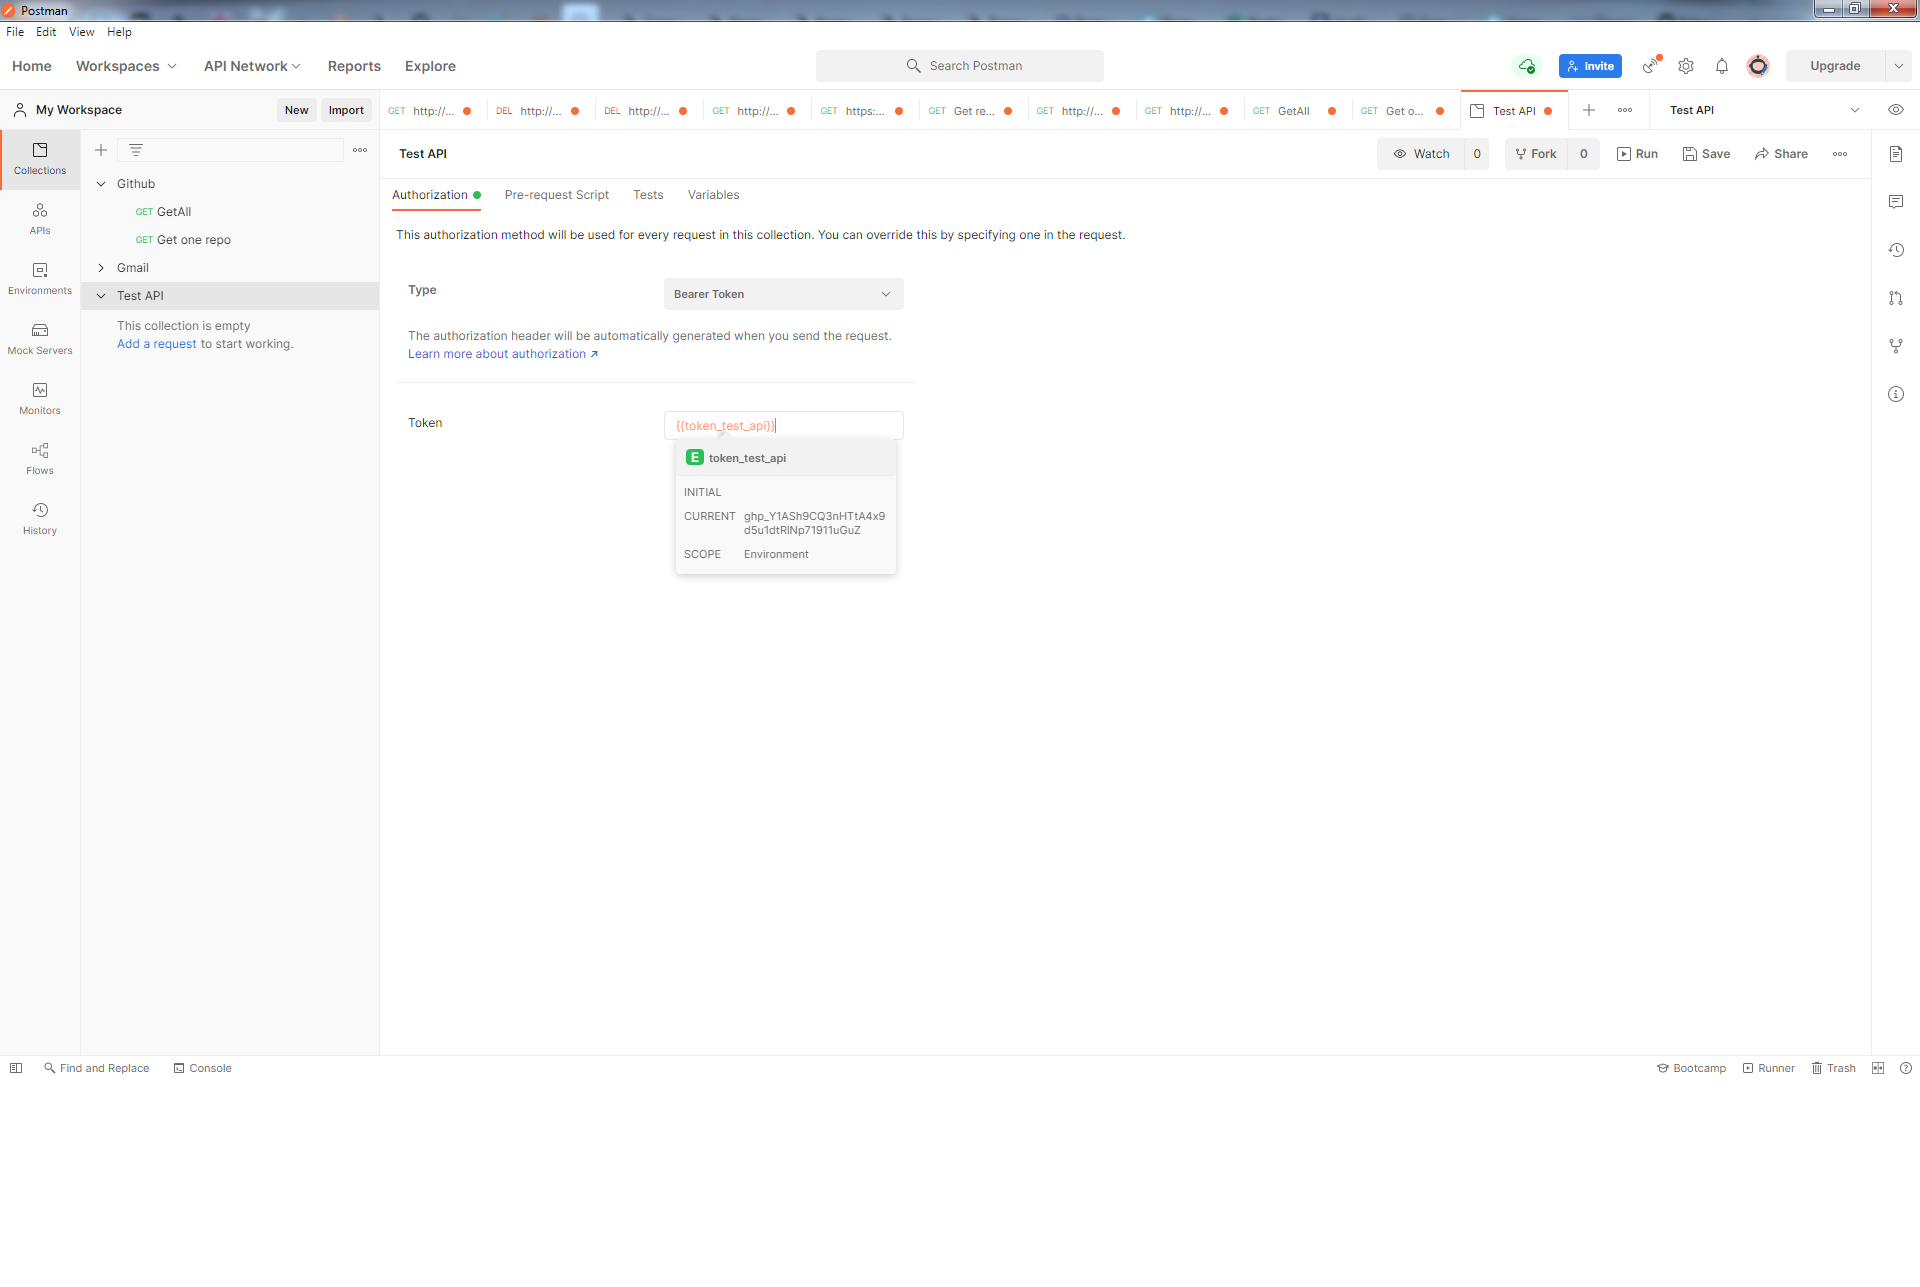 Postman
File Edit View Help
Home Workspaces API Network Reports Explore
Search Postman
Invite
Upgrade
My Workspace
New Import
GET http://... DEL http://... DEL http://... GET http://... GET https:... GET Get re... GET http://... GET http://... GET GetAll GET Get o... Test API
Test API
Collections
APIs
Environments
Mock Servers
Monitors
Flows
History
Github
GET GetAll
GET Get one repo
Gmail
Test API
This collection is empty
Add a request to start working.
Test API
Watch 0 Fork 0 Run Save Share
Authorization Pre-request Script Tests Variables
This authorization method will be used for every request in this collection. You can override this by specifying one in the request.
Type
Bearer Token
The authorization header will be automatically generated when you send the request.
Learn more about authorization ↗
Token
{{token_test_api}}
E token_test_api
INITIAL
CURRENT ghp_Y1ASh9CQ3nHTtA4x9
d5u1dtRlNp71911uGuZ
SCOPE Environment
Find and Replace Console
Bootcamp Runner Trash